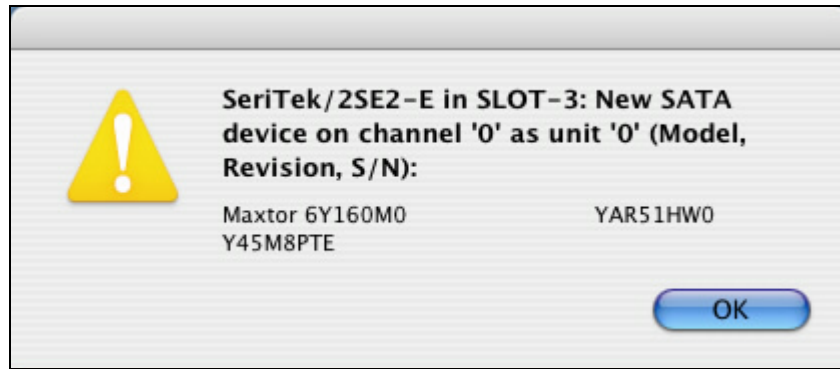 SeriTek/2SE2-E in SLOT-3: New SATA
device on channel '0' as unit '0' (Model,
Revision, S/N):
Maxtor 6Y160M0 YAR51HW0
Y45M8PTE
OK